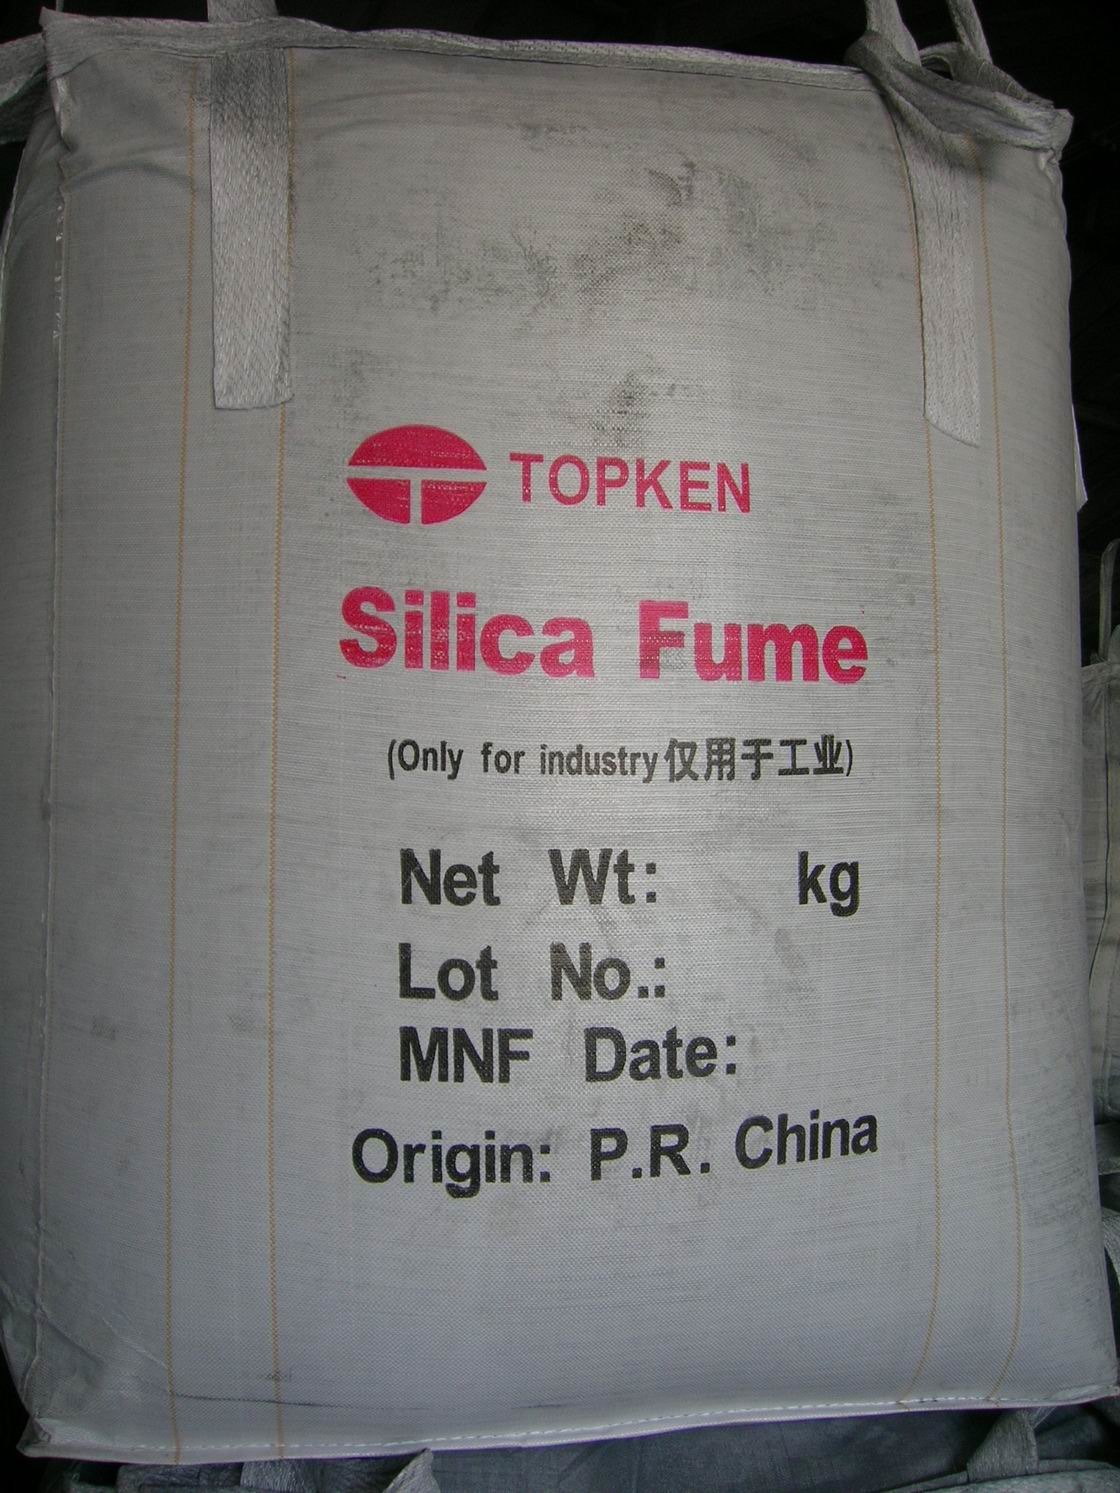 TOPKEN
Silica Fume
(Only for industry仅用于工业)
Net Wt: kg
Lot No.:
MNF Date:
Origin: P.R. China